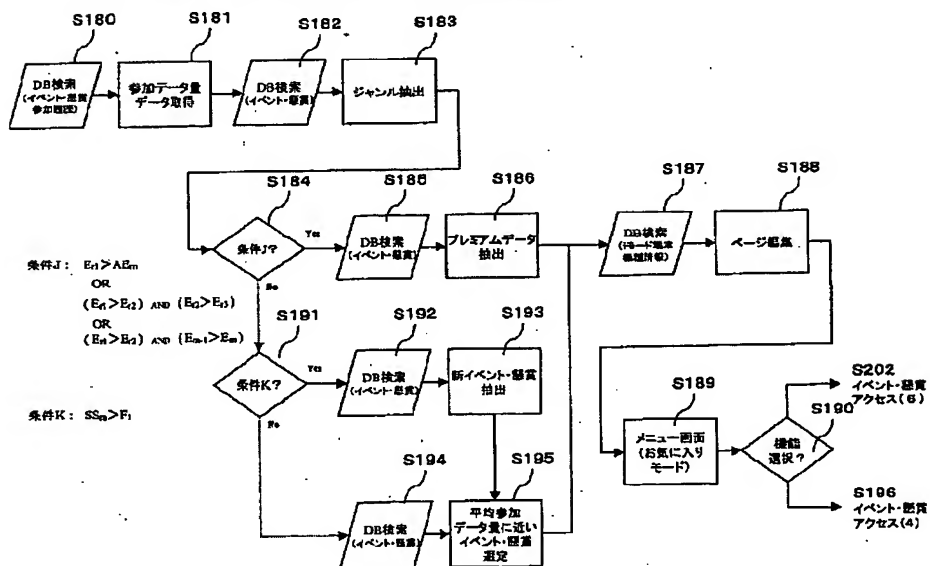 S180
S181
S182
S183
DB検索
(イベント・懸賞
参加履歴)
参加データ量
データ取得
DB検索
(イベント・懸賞)
ジャンル抽出
S184
S185
S186
S187
S188
条件J?
Yes
No
DB検索
(イベント・懸賞)
プレミアムデータ
抽出
DB検索
(iモード端末
機種情報)
ページ編集
条件J:
OR
OR
S191
S192
S193
条件K?
Yes
No
DB検索
(イベント・懸賞)
新イベント・懸賞
抽出
条件K:
S194
S195
DB検索
(イベント・懸賞)
平均参加
データ量に近い
イベント・懸賞
選定
S189
メニュー画面
(お気に入り
モード)
S190
機能
選択?
S202
イベント・懸賞
アクセス(6)
S196
イベント・懸賞
アクセス(4)